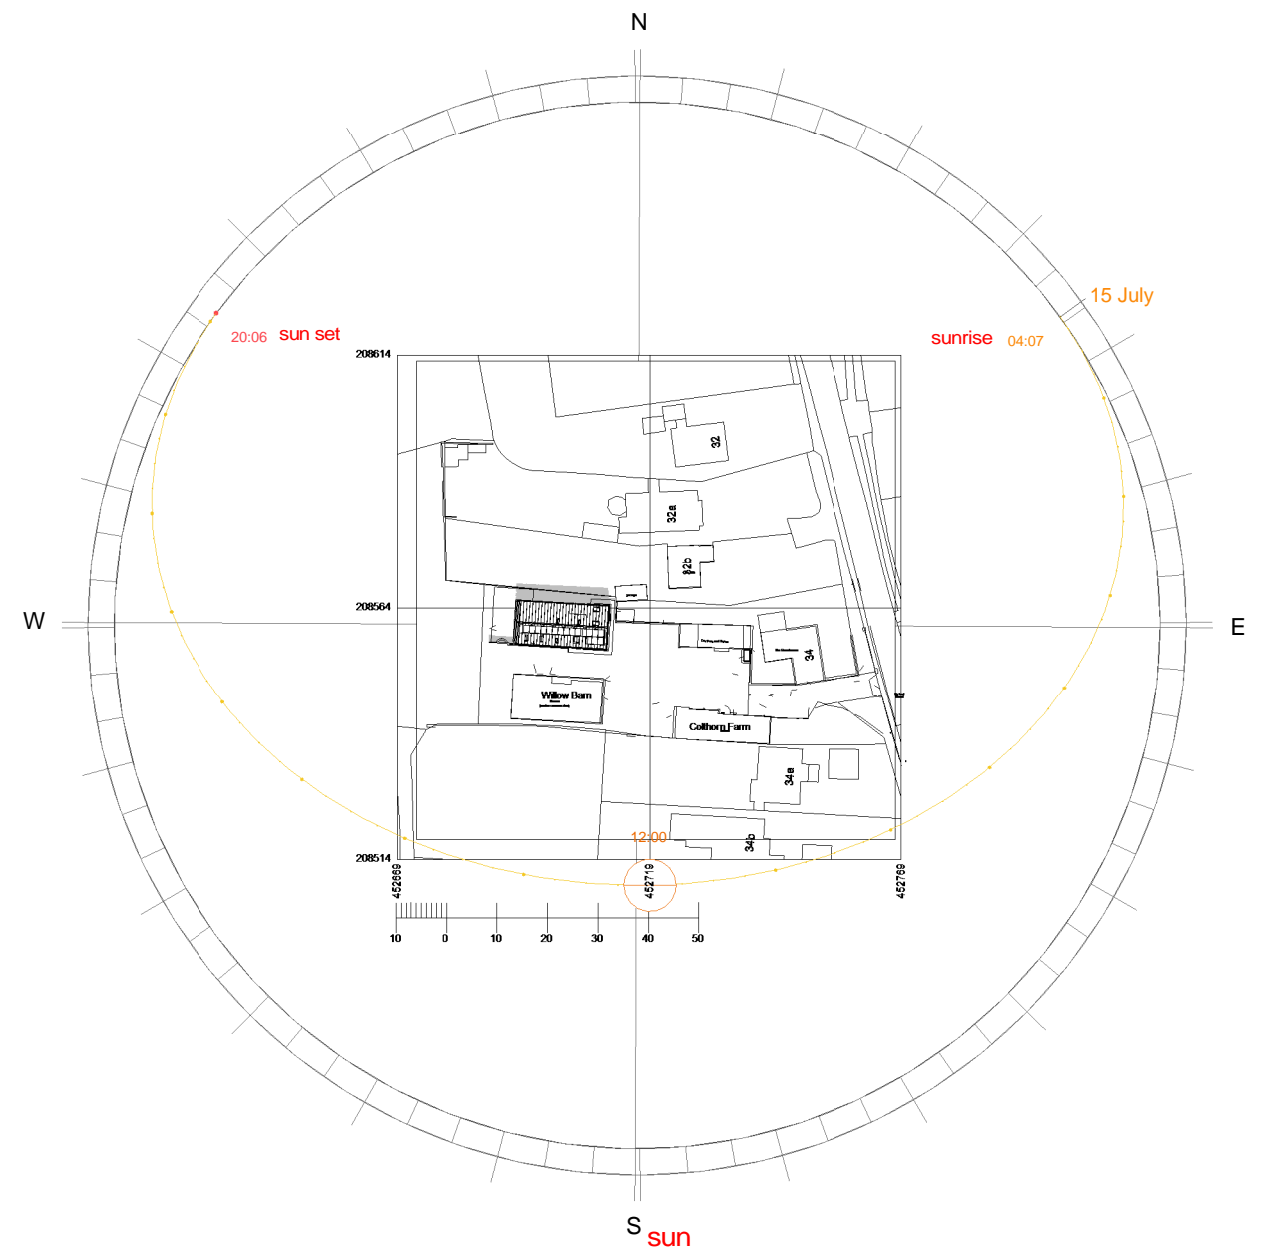 N
15 July
20:06 sun set
sunrise 04:07
208614
32
32a
32b
208564
W
E
34
Willow Barn
Colthorn Farm
34a
12:00
34b
208514
452669
452719
452769
10 0 10 20 30 40 50
S
sun